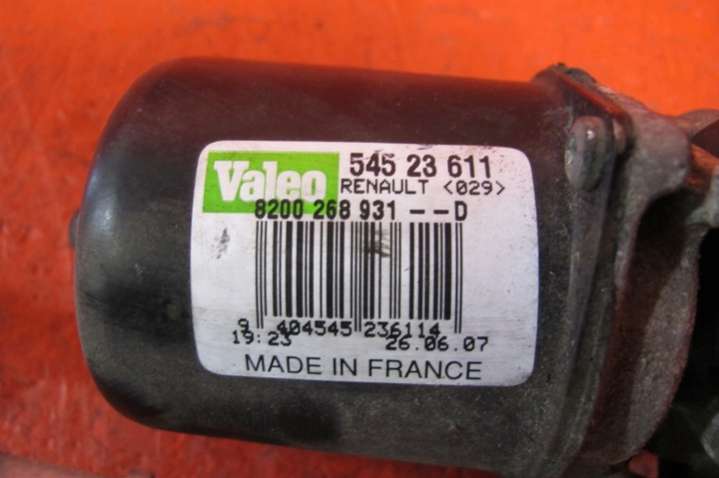 Valeo 545 23 611
RENAULT <029>
8200 268 931 --D
9 404545 236114
19:23 26.06.07
MADE IN FRANCE